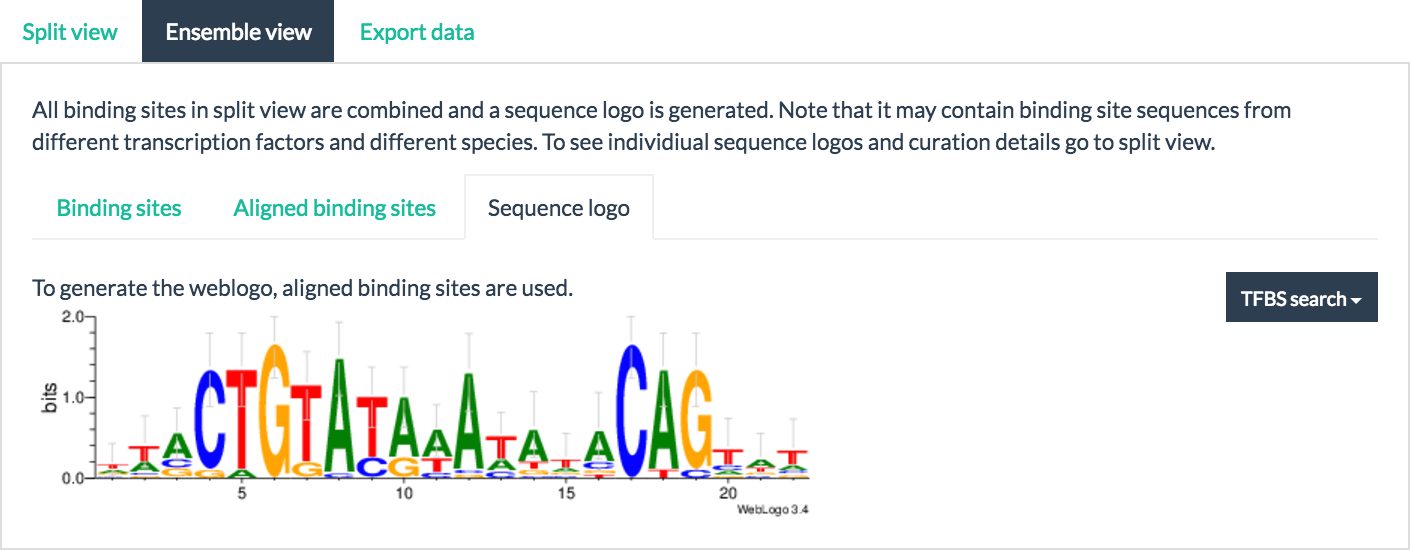 Split view Ensemble view Export data
All binding sites in split view are combined and a sequence logo is generated. Note that it may contain binding site sequences from
different transcription factors and different species. To see individiual sequence logos and curation details go to split view.
Binding sites Aligned binding sites Sequence logo
To generate the weblogo, aligned binding sites are used.
TFBS search
2.0
bits
1.0
0.0
CTGTATAAATA ACAGTAT
5 10 15 20
WebLogo 3.4